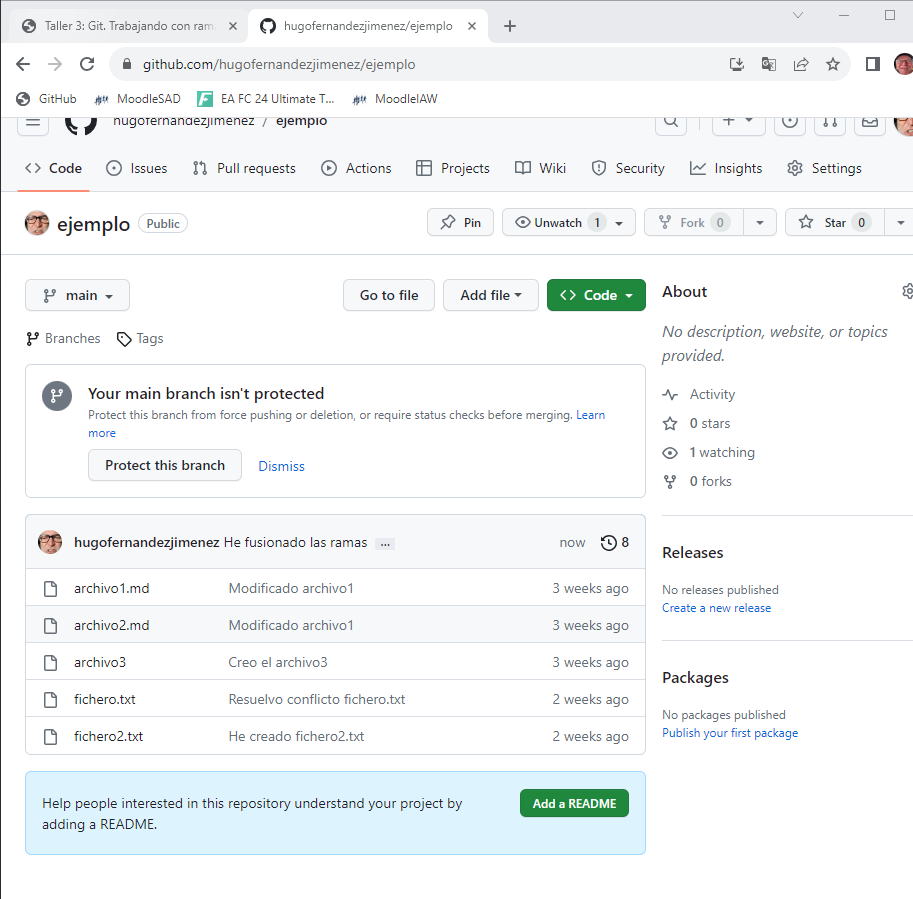 Taller 3: Git. Trabajando con ram
hugofernandezjimenez/ejemplo
github.com/hugofernandezjimenez/ejemplo
GitHub MoodleSAD EA FC 24 Ultimate T... MoodleIAW
hugofernandezjimenez / ejemplo
Code Issues Pull requests Actions Projects Wiki Security Insights Settings
ejemplo Public Pin Unwatch 1 Fork 0 Star 0
main Go to file Add file Code
Branches Tags
Your main branch isn't protected
Protect this branch from force pushing or deletion, or require status checks before merging. Learn
more
Protect this branch Dismiss
hugofernandezjimenez He fusionado las ramas ... now 8
archivo1.md Modificado archivo1 3 weeks ago
archivo2.md Modificado archivo1 3 weeks ago
archivo3 Creo el archivo3 3 weeks ago
fichero.txt Resuelvo conflicto fichero.txt 2 weeks ago
fichero2.txt He creado fichero2.txt 2 weeks ago
Help people interested in this repository understand your project by
adding a README.
Add a README
About
No description, website, or topics
provided.
Activity
0 stars
1 watching
0 forks
Releases
No releases published
Create a new release
Packages
No packages published
Publish your first package